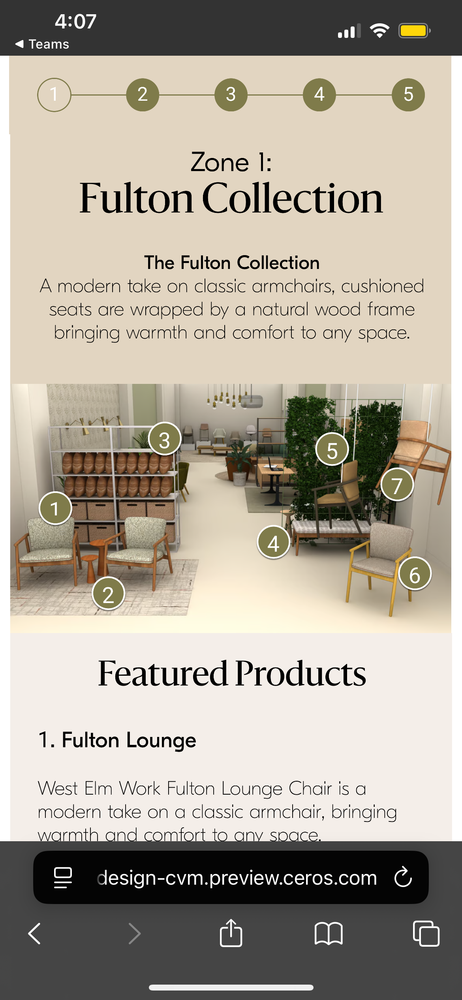 4:07
◀ Teams
1 2 3 4 5
Zone 1:
Fulton Collection
The Fulton Collection
A modern take on classic armchairs, cushioned
seats are wrapped by a natural wood frame
bringing warmth and comfort to any space.
3
5
7
1
4
6
2
Featured Products
1. Fulton Lounge
West Elm Work Fulton Lounge Chair is a
modern take on a classic armchair, bringing
warmth and comfort to any space.
design-cvm.preview.ceros.com